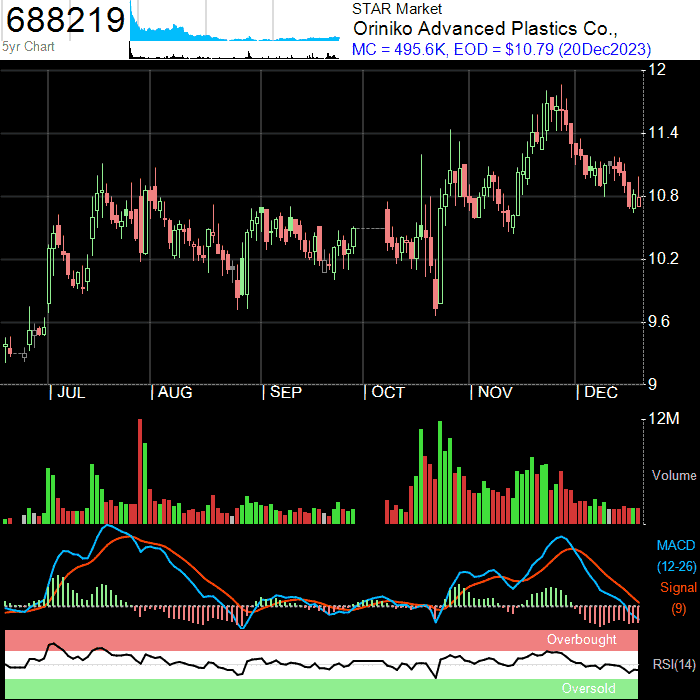 688219
5yr Chart
STAR Market
Oriniko Advanced Plastics Co.,
MC = 495.6K, EOD = $10.79 (20Dec2023)
12
11.4
10.8
10.2
9.6
9
| JUL | AUG | SEP | OCT | NOV | DEC
12M
Volume
MACD
(12-26)
Signal
(9)
Overbought
RSI(14)
Oversold